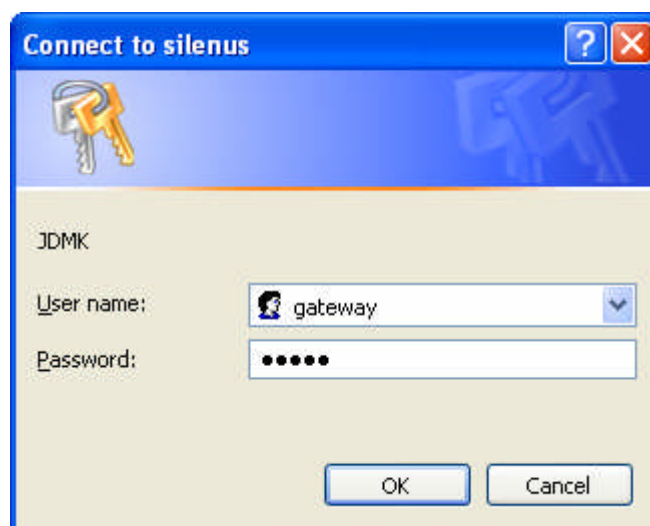 Connect to silenus
JDMK
User name: gateway
Password: •••••
OK Cancel